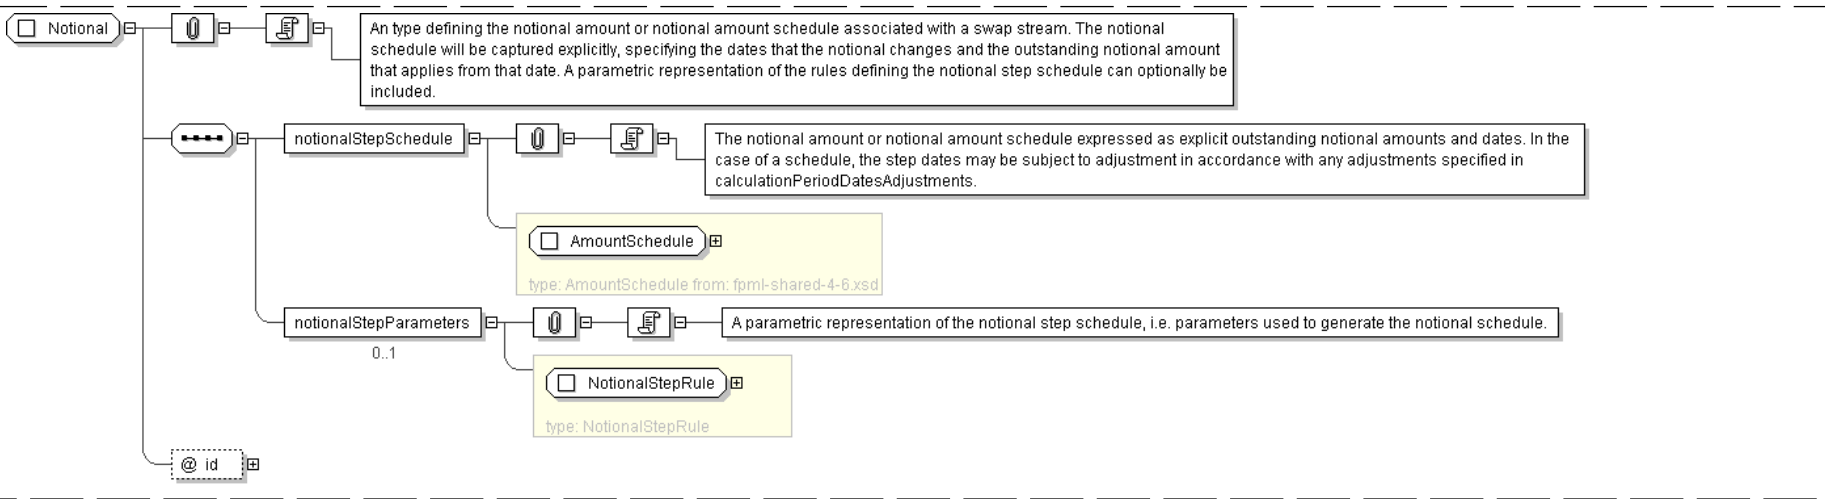 Notional
An type defining the notional amount or notional amount schedule associated with a swap stream. The notional
schedule will be captured explicitly, specifying the dates that the notional changes and the outstanding notional amount
that applies from that date. A parametric representation of the rules defining the notional step schedule can optionally be
included.
notionalStepSchedule
The notional amount or notional amount schedule expressed as explicit outstanding notional amounts and dates. In the
case of a schedule, the step dates may be subject to adjustment in accordance with any adjustments specified in
calculationPeriodDatesAdjustments.
AmountSchedule
type: AmountSchedule from: fpml-shared-4-6.xsd
notionalStepParameters
0..1
A parametric representation of the notional step schedule, i.e. parameters used to generate the notional schedule.
NotionalStepRule
type: NotionalStepRule
@ id